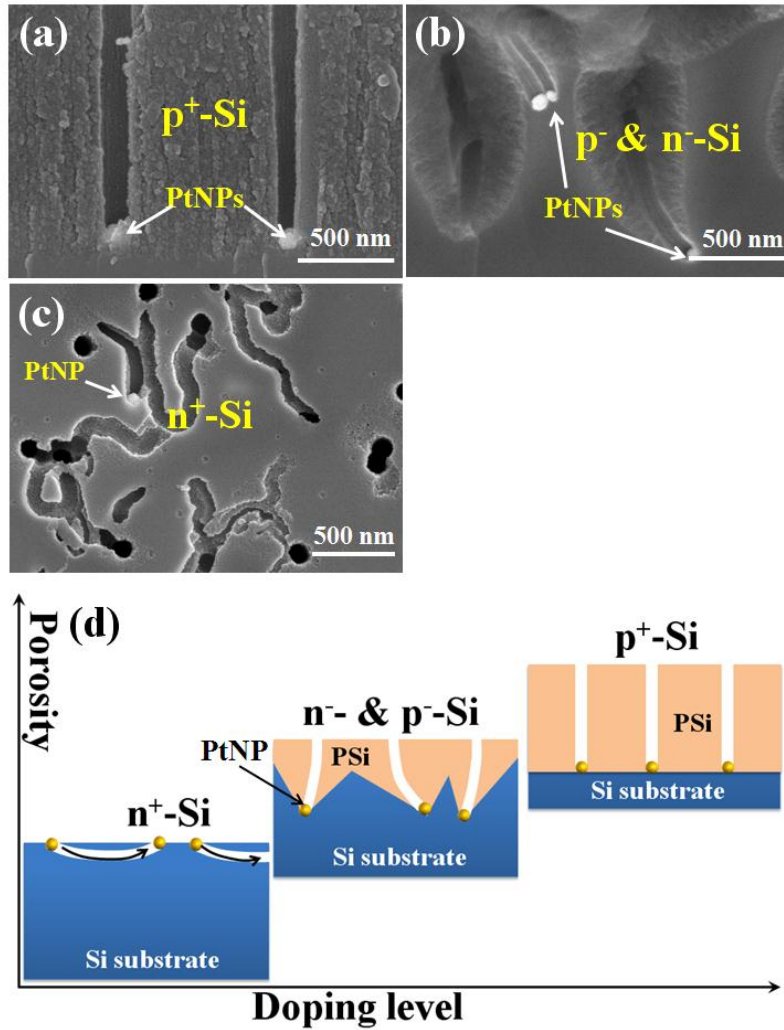 (a)
p⁺-Si
PtNPs
500 nm
(b)
p⁻ & n⁻-Si
PtNPs
500 nm
(c)
PtNP
n⁺-Si
500 nm
Porosity
(d)
p⁺-Si
PSi
Si substrate
n⁻- & p⁻-Si
PtNP
PSi
Si substrate
n⁺-Si
Si substrate
Doping level